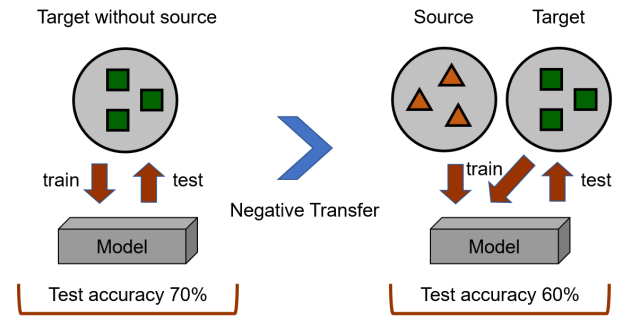 Target without source
train
test
Model
Test accuracy 70%
Negative Transfer
Source
Target
train
test
Model
Test accuracy 60%